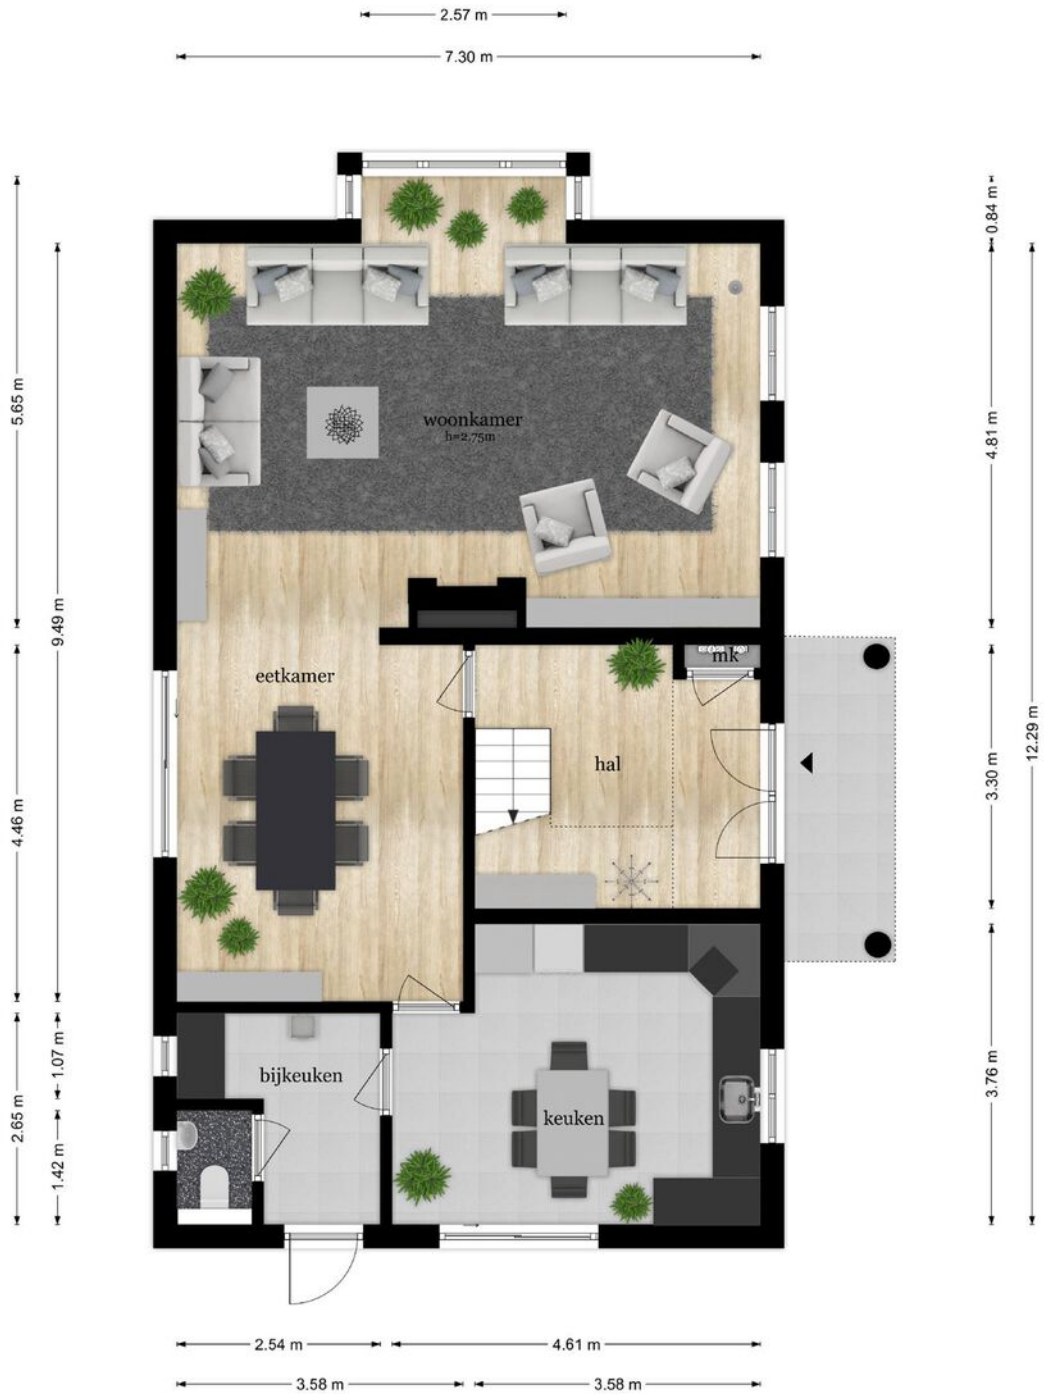 2.57 m
7.30 m
0.84 m
5.65 m
4.81 m
woonkamer
h=2.75m
9.49 m
mk
eetkamer
hal
4.46 m
3.30 m
12.29 m
bijkeuken
keuken
1.07 m
2.65 m
1.42 m
3.76 m
2.54 m
4.61 m
3.58 m
3.58 m